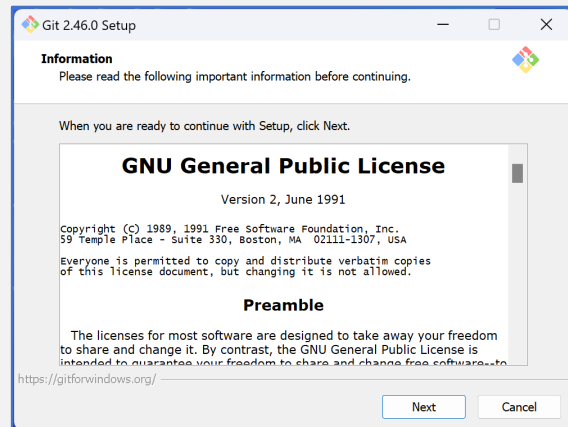 Git 2.46.0 Setup
Information
Please read the following important information before continuing.
When you are ready to continue with Setup, click Next.
GNU General Public License
Version 2, June 1991
Copyright (C) 1989, 1991 Free Software Foundation, Inc.
59 Temple Place - Suite 330, Boston, MA  02111-1307, USA
Everyone is permitted to copy and distribute verbatim copies
of this license document, but changing it is not allowed.
Preamble
The licenses for most software are designed to take away your freedom
to share and change it. By contrast, the GNU General Public License is
intended to guarantee your freedom to share and change free software--to
https://gitforwindows.org/
Next
Cancel